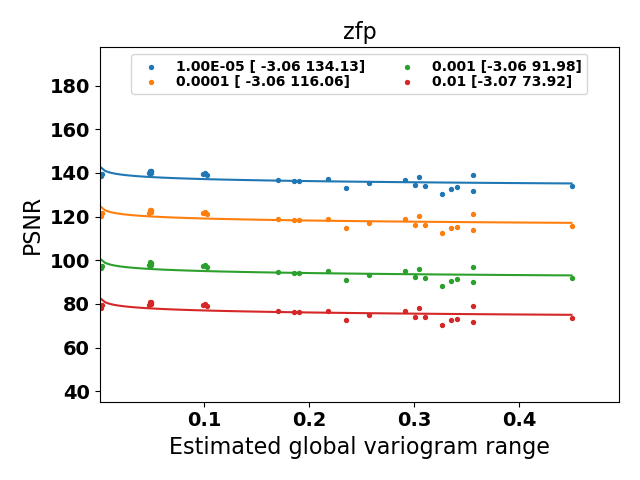 zfp
1.00E-05 [ -3.06 134.13]
0.0001 [ -3.06 116.06]
0.001 [-3.06 91.98]
0.01 [-3.07 73.92]
180
160
140
120
100
80
60
40
PSNR
0.1 0.2 0.3 0.4
Estimated global variogram range